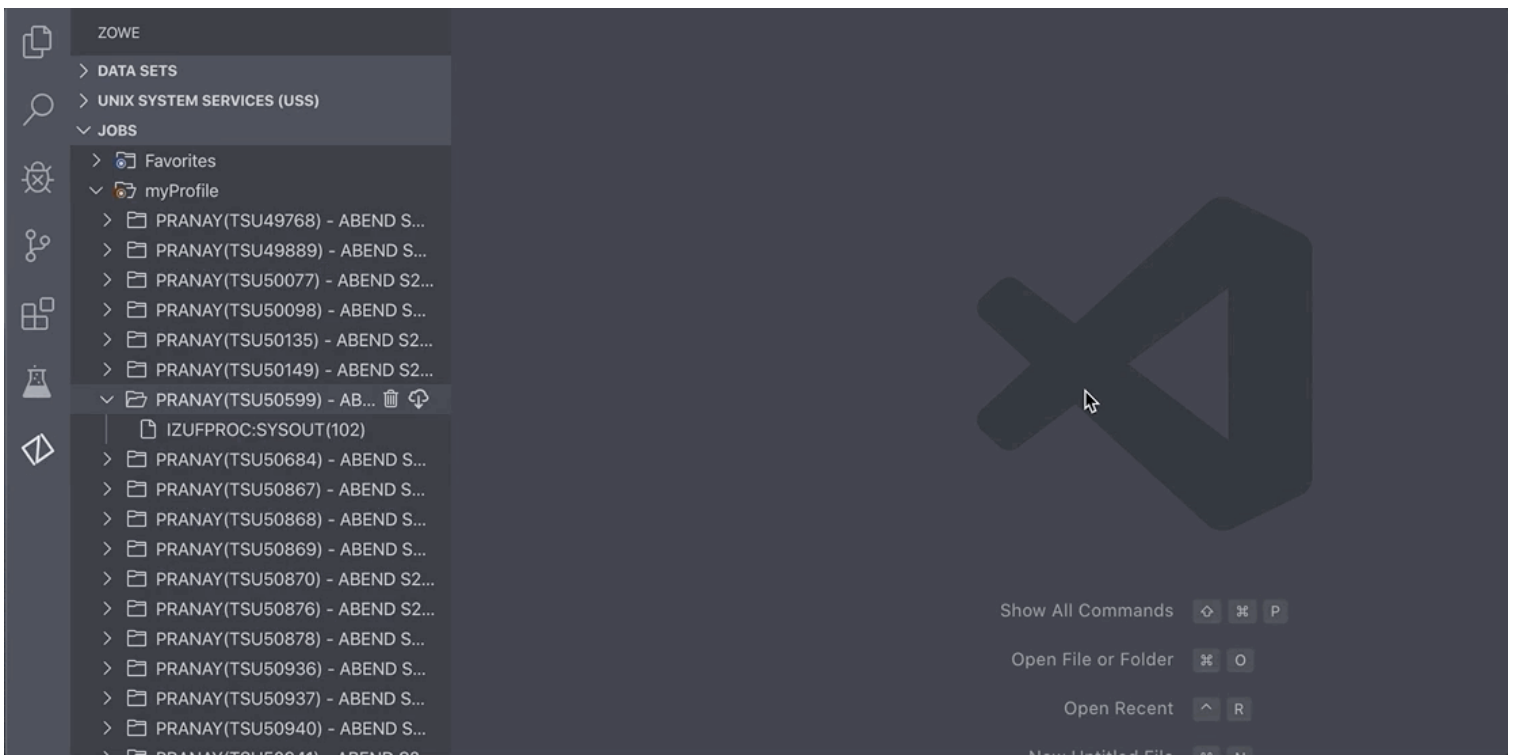 ZOWE
DATA SETS
UNIX SYSTEM SERVICES (USS)
JOBS
Favorites
myProfile
PRANAY(TSU49768) - ABEND S...
PRANAY(TSU49889) - ABEND S...
PRANAY(TSU50077) - ABEND S2...
PRANAY(TSU50098) - ABEND S...
PRANAY(TSU50135) - ABEND S2...
PRANAY(TSU50149) - ABEND S2...
PRANAY(TSU50599) - AB...
IZUFPROC:SYSOUT(102)
PRANAY(TSU50684) - ABEND S...
PRANAY(TSU50867) - ABEND S...
PRANAY(TSU50868) - ABEND S...
PRANAY(TSU50869) - ABEND S...
PRANAY(TSU50870) - ABEND S2...
PRANAY(TSU50876) - ABEND S2...
PRANAY(TSU50878) - ABEND S...
PRANAY(TSU50936) - ABEND S...
PRANAY(TSU50937) - ABEND S...
PRANAY(TSU50940) - ABEND S...
Show All Commands ⇧ ⌘ P
Open File or Folder ⌘ O
Open Recent ^ R
New Untitled File